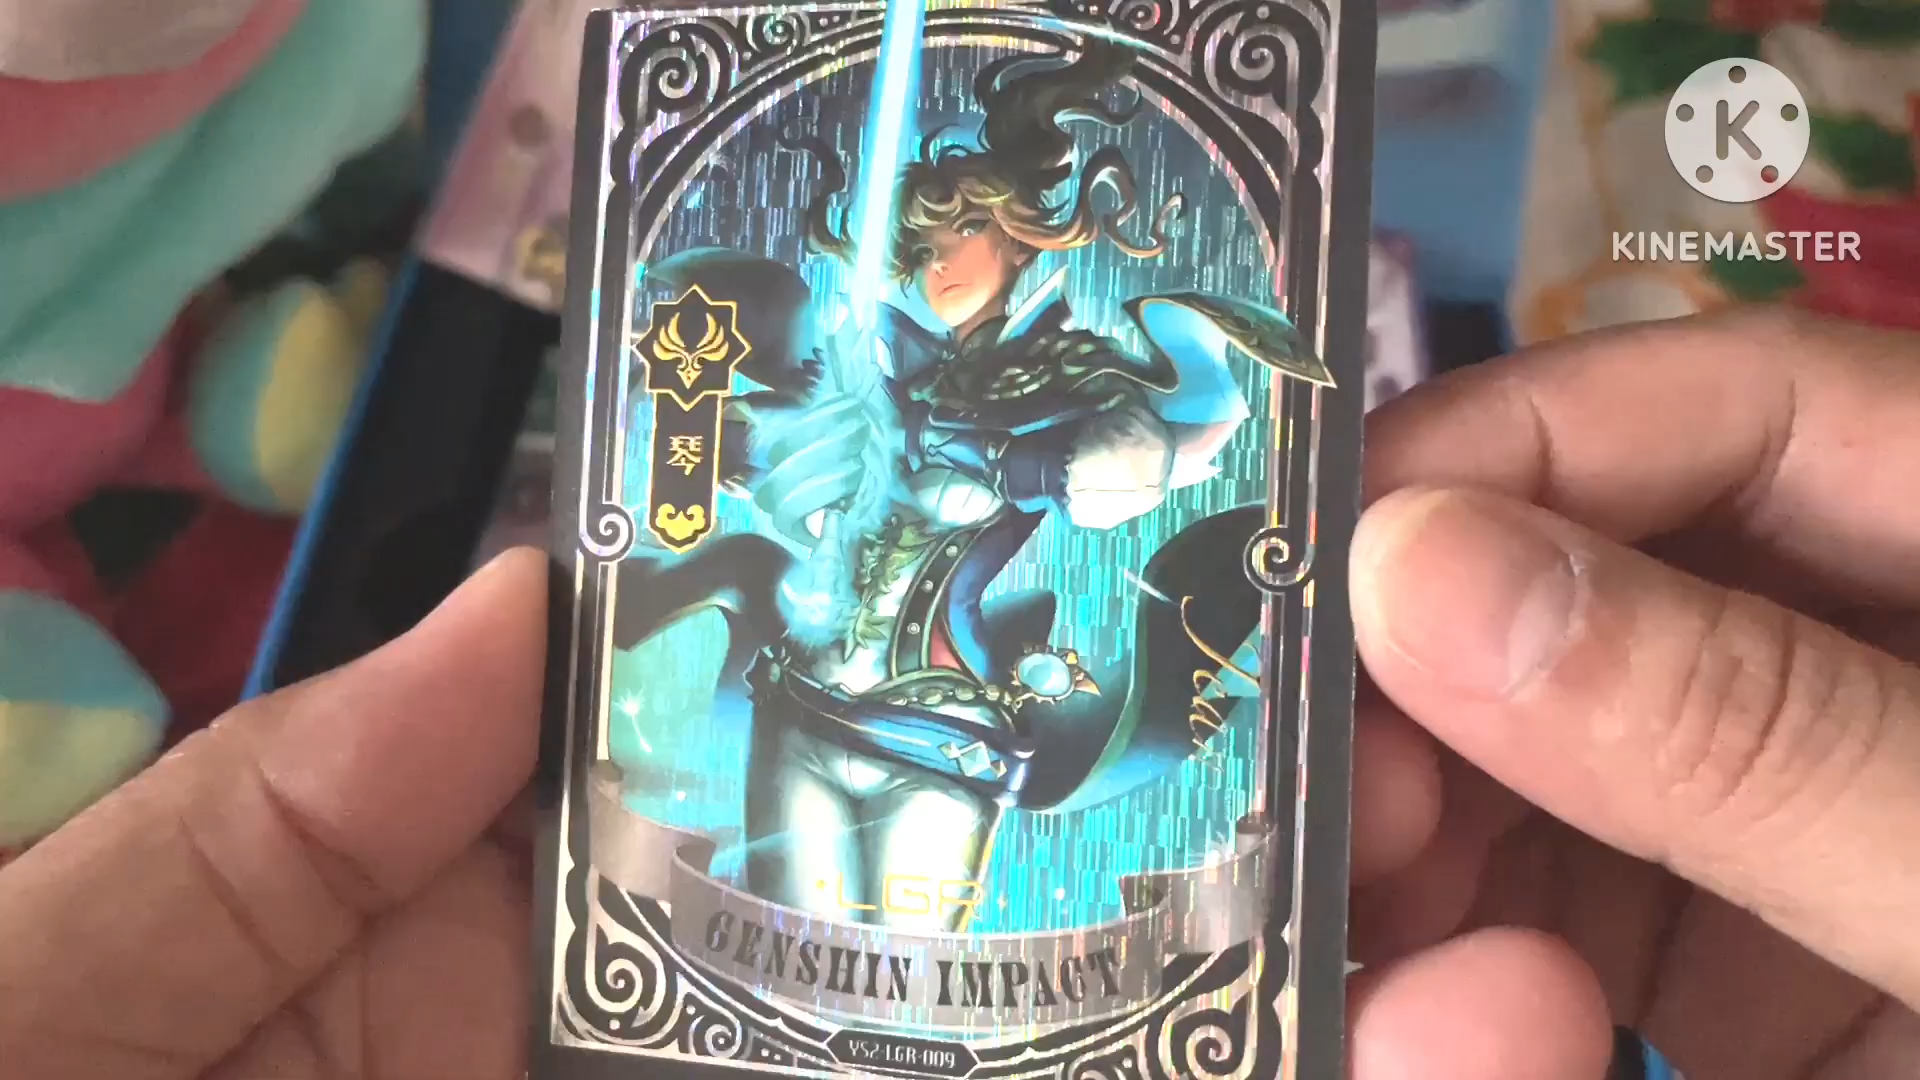 K
KINEMASTER
琴
LGR
GENSHIN IMPACT
YS2-LGR-009